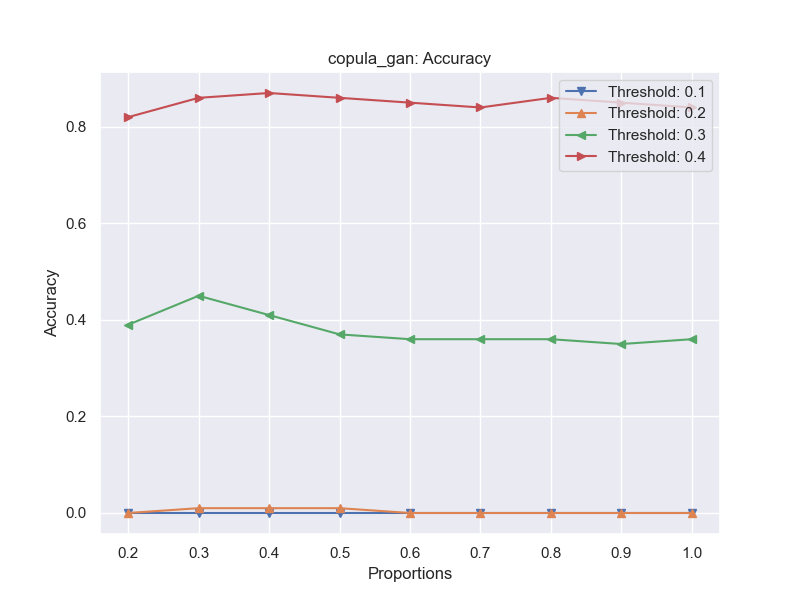 copula_gan: Accuracy
Threshold: 0.1
Threshold: 0.2
Threshold: 0.3
Threshold: 0.4
Accuracy
0.8
0.6
0.4
0.2
0.0
0.2 0.3 0.4 0.5 0.6 0.7 0.8 0.9 1.0
Proportions